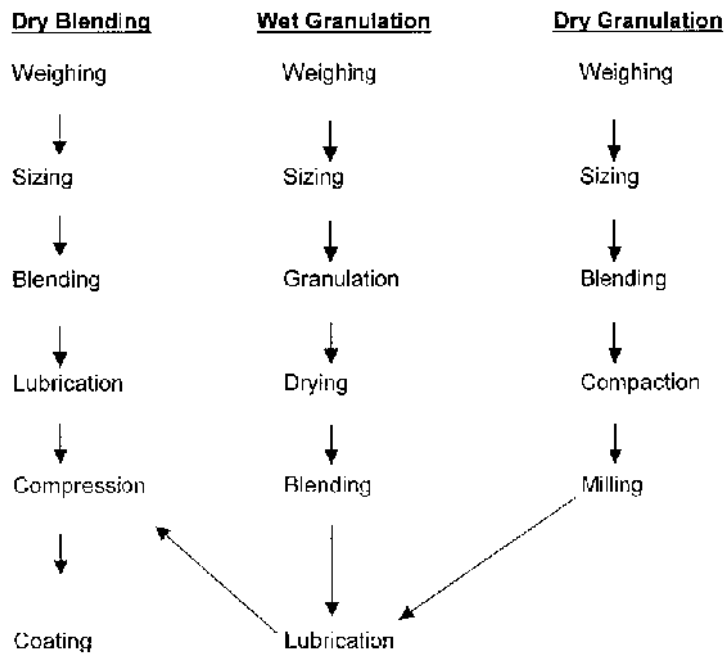 Dry Blending Wet Granulation Dry Granulation
Weighing Weighing Weighing
Sizing Sizing Sizing
Blending Granulation Blending
Lubrication Drying Compaction
Compression Blending Milling
Coating Lubrication